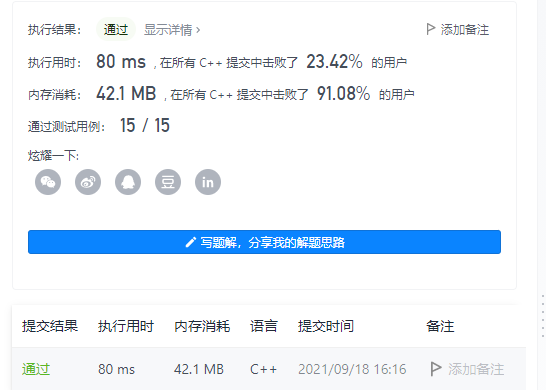 执行结果： 通过 显示详情 › 添加备注
执行用时： 80 ms , 在所有 C++ 提交中击败了 23.42% 的用户
内存消耗： 42.1 MB , 在所有 C++ 提交中击败了 91.08% 的用户
通过测试用例： 15 / 15
炫耀一下:
豆 in
写题解，分享我的解题思路
提交结果 执行用时 内存消耗 语言 提交时间 备注
通过 80 ms 42.1 MB C++ 2021/09/18 16:16 添加备注